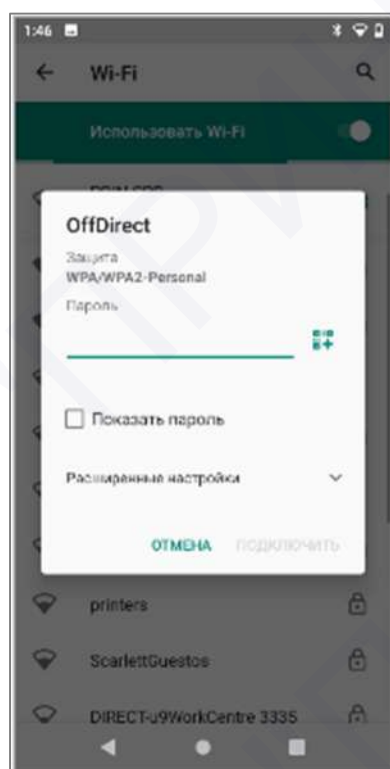 1:46
Wi-Fi
Использовать Wi-Fi
OffDirect
Защита
WPA/WPA2-Personal
Пароль
Показать пароль
Расширенные настройки
ОТМЕНА ПОДКЛЮЧИТЬ
printers
ScarlettGuestos
DIRECT-u9WorkCentre 3335